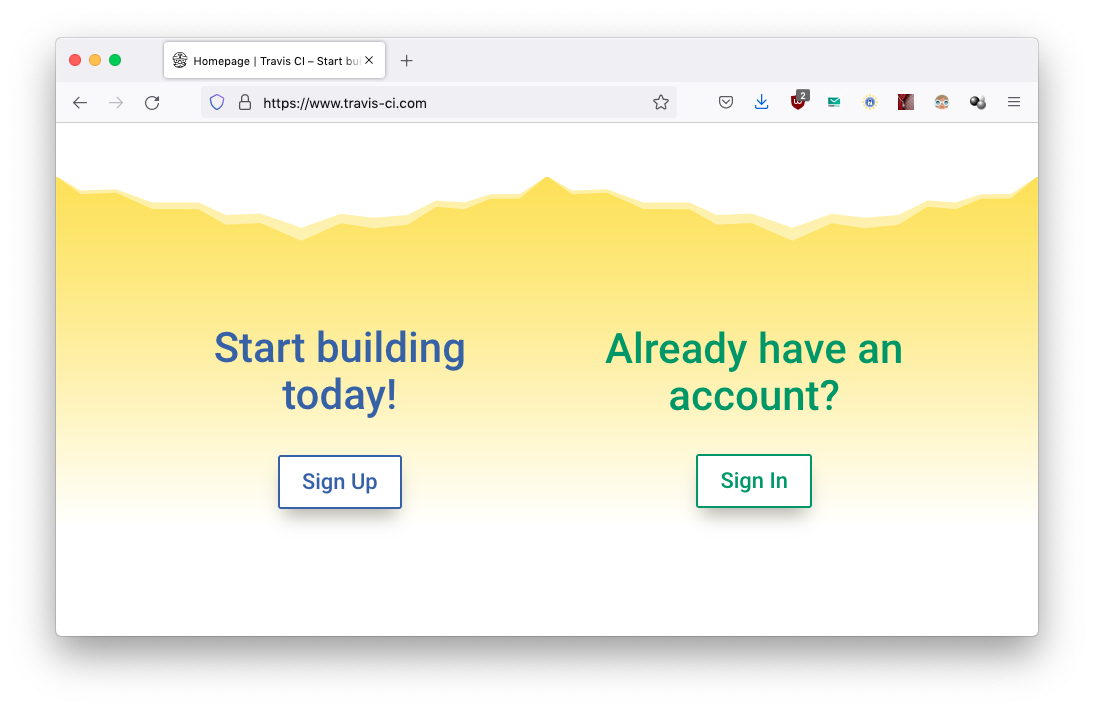 Homepage | Travis CI – Start bui
https://www.travis-ci.com
2
Start building
today!
Already have an
account?
Sign Up
Sign In